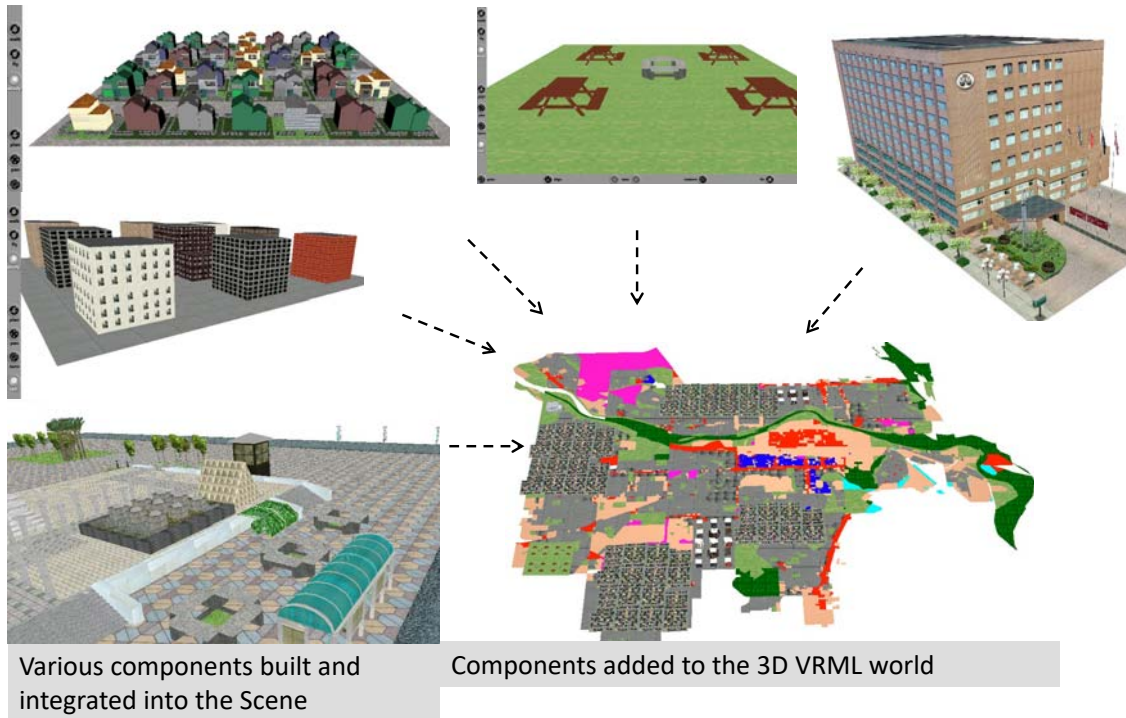 Various components built and
integrated into the Scene
Components added to the 3D VRML world